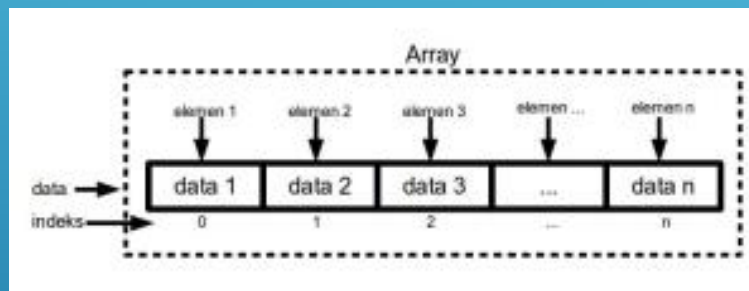 Array
elemen 1 elemen 2 elemen 3 elemen ... elemen n
data data 1 data 2 data 3 ... data n
indeks 0 1 2 ... n